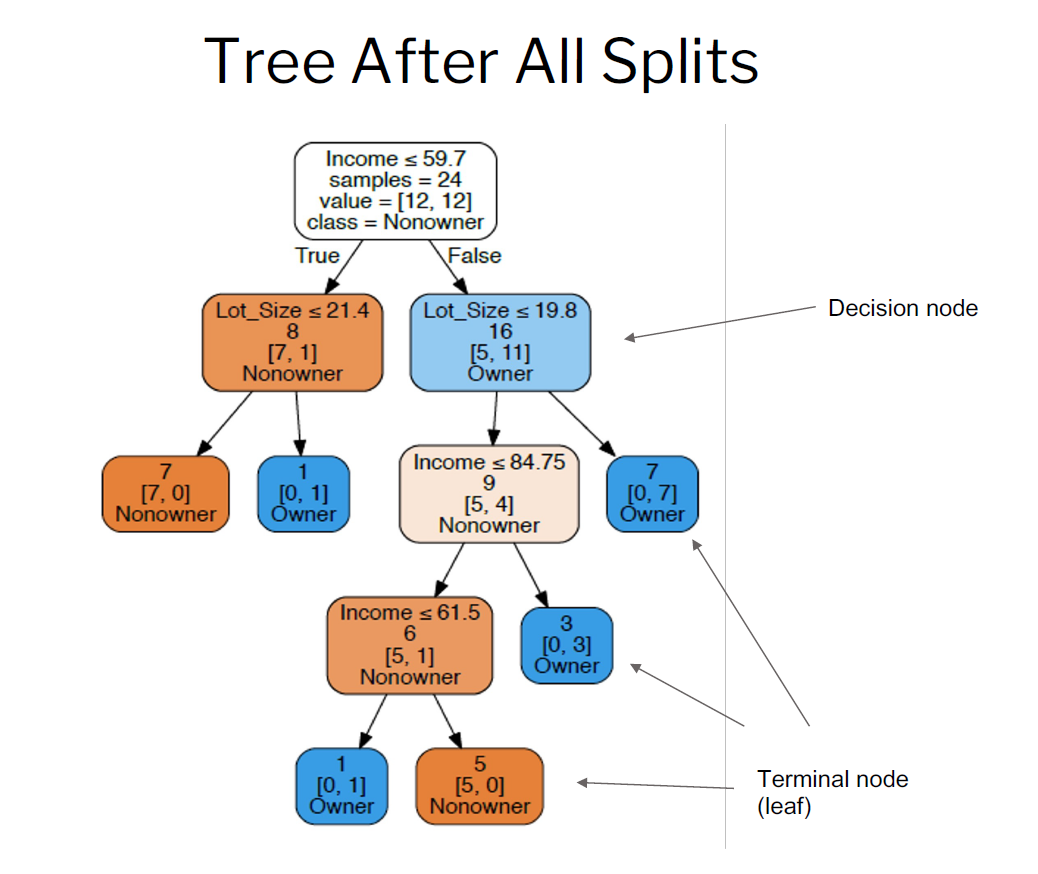 Tree After All Splits
Income ≤ 59.7
samples = 24
value = [12, 12]
class = Nonowner
True
False
Lot_Size ≤ 21.4
8
[7, 1]
Nonowner
Lot_Size ≤ 19.8
16
[5, 11]
Owner
Decision node
7
[7, 0]
Nonowner
1
[0, 1]
Owner
Income ≤ 84.75
9
[5, 4]
Nonowner
7
[0, 7]
Owner
Income ≤ 61.5
6
[5, 1]
Nonowner
3
[0, 3]
Owner
1
[0, 1]
Owner
5
[5, 0]
Nonowner
Terminal node
(leaf)